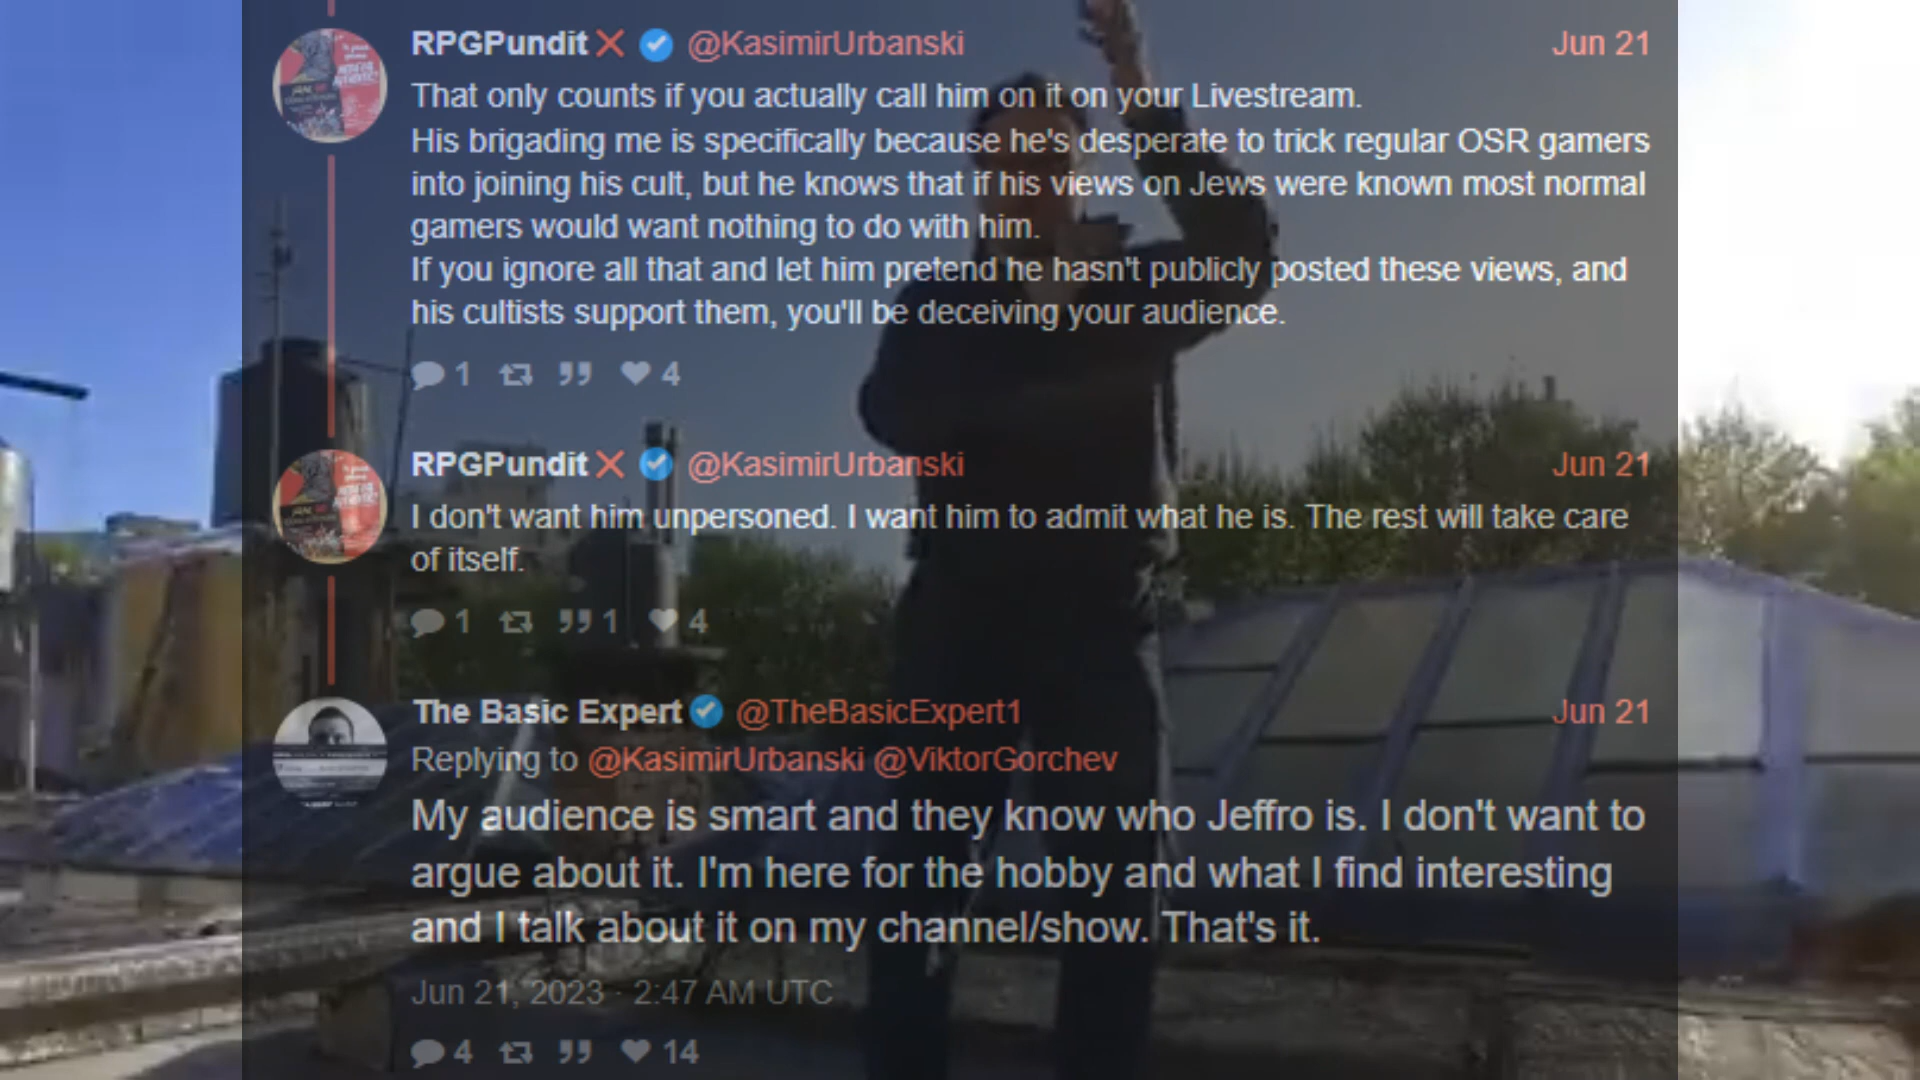 RPGPundit❌ @KasimirUrbanski Jun 21
That only counts if you actually call him on it on your Livestream.
His brigading me is specifically because he's desperate to trick regular OSR gamers
into joining his cult, but he knows that if his views on Jews were known most normal
gamers would want nothing to do with him.
If you ignore all that and let him pretend he hasn't publicly posted these views, and
his cultists support them, you'll be deceiving your audience.
1 4
RPGPundit❌ @KasimirUrbanski Jun 21
I don't want him unpersoned. I want him to admit what he is. The rest will take care
of itself.
1 1 4
The Basic Expert @TheBasicExpert1 Jun 21
Replying to @KasimirUrbanski @ViktorGorchev
My audience is smart and they know who Jeffro is. I don't want to
argue about it. I'm here for the hobby and what I find interesting
and I talk about it on my channel/show. That's it.
Jun 21, 2023 · 2:47 AM UTC
4 14